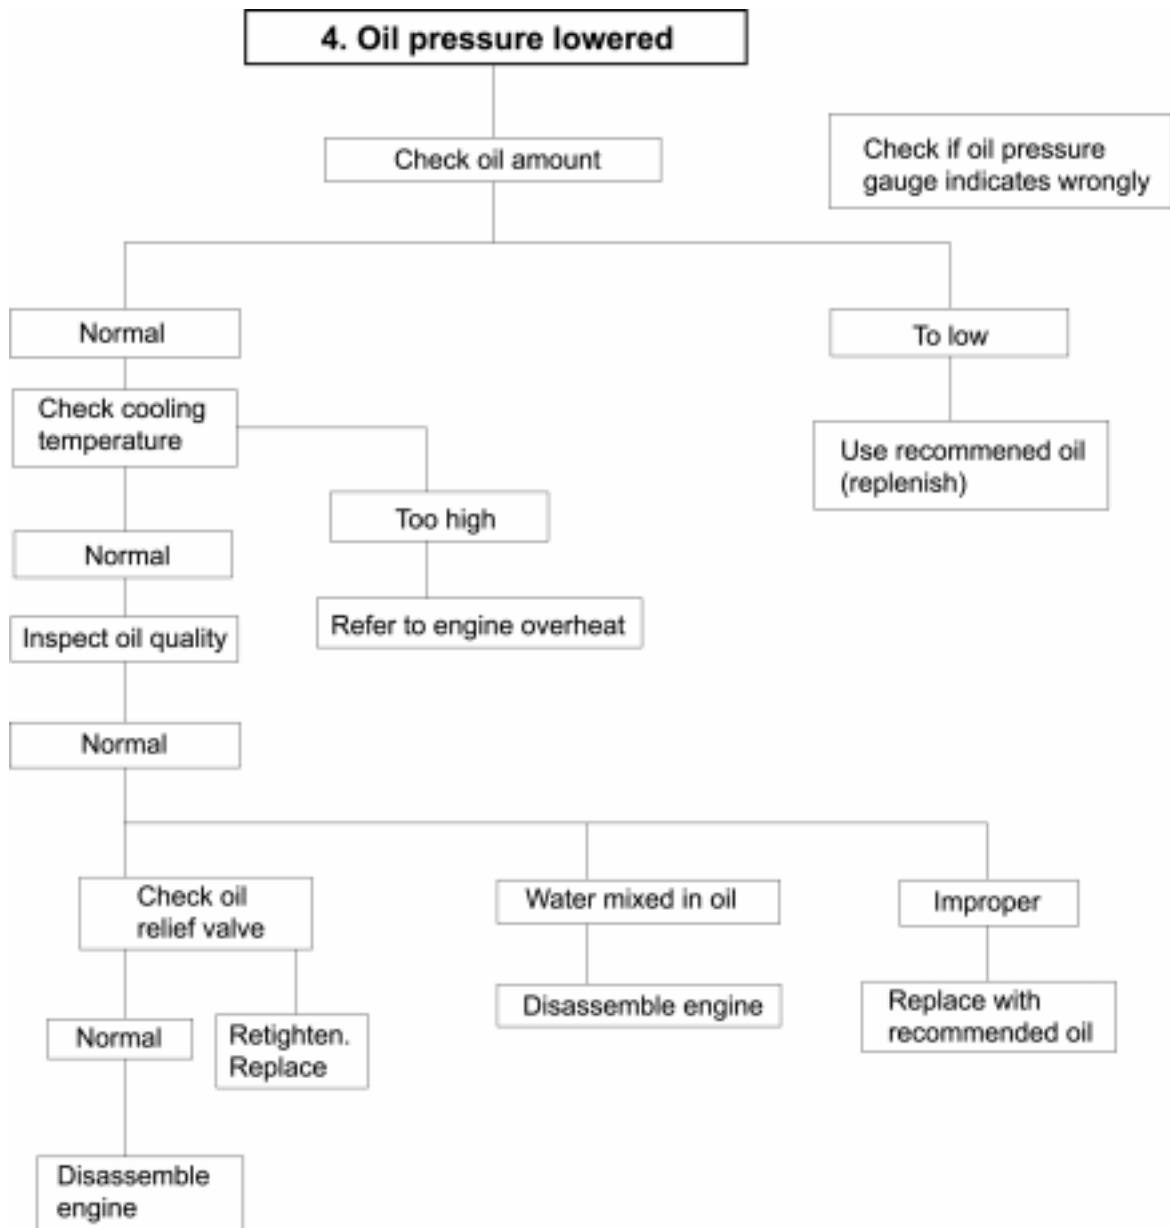 4. Oil pressure lowered
Check oil amount
Check if oil pressure
gauge indicates wrongly
Normal
To low
Check cooling
temperature
Use recommened oil
(replenish)
Too high
Normal
Refer to engine overheat
Inspect oil quality
Normal
Check oil
relief valve
Water mixed in oil
Improper
Disassemble engine
Replace with
recommended oil
Normal
Retighten.
Replace
Disassemble
engine